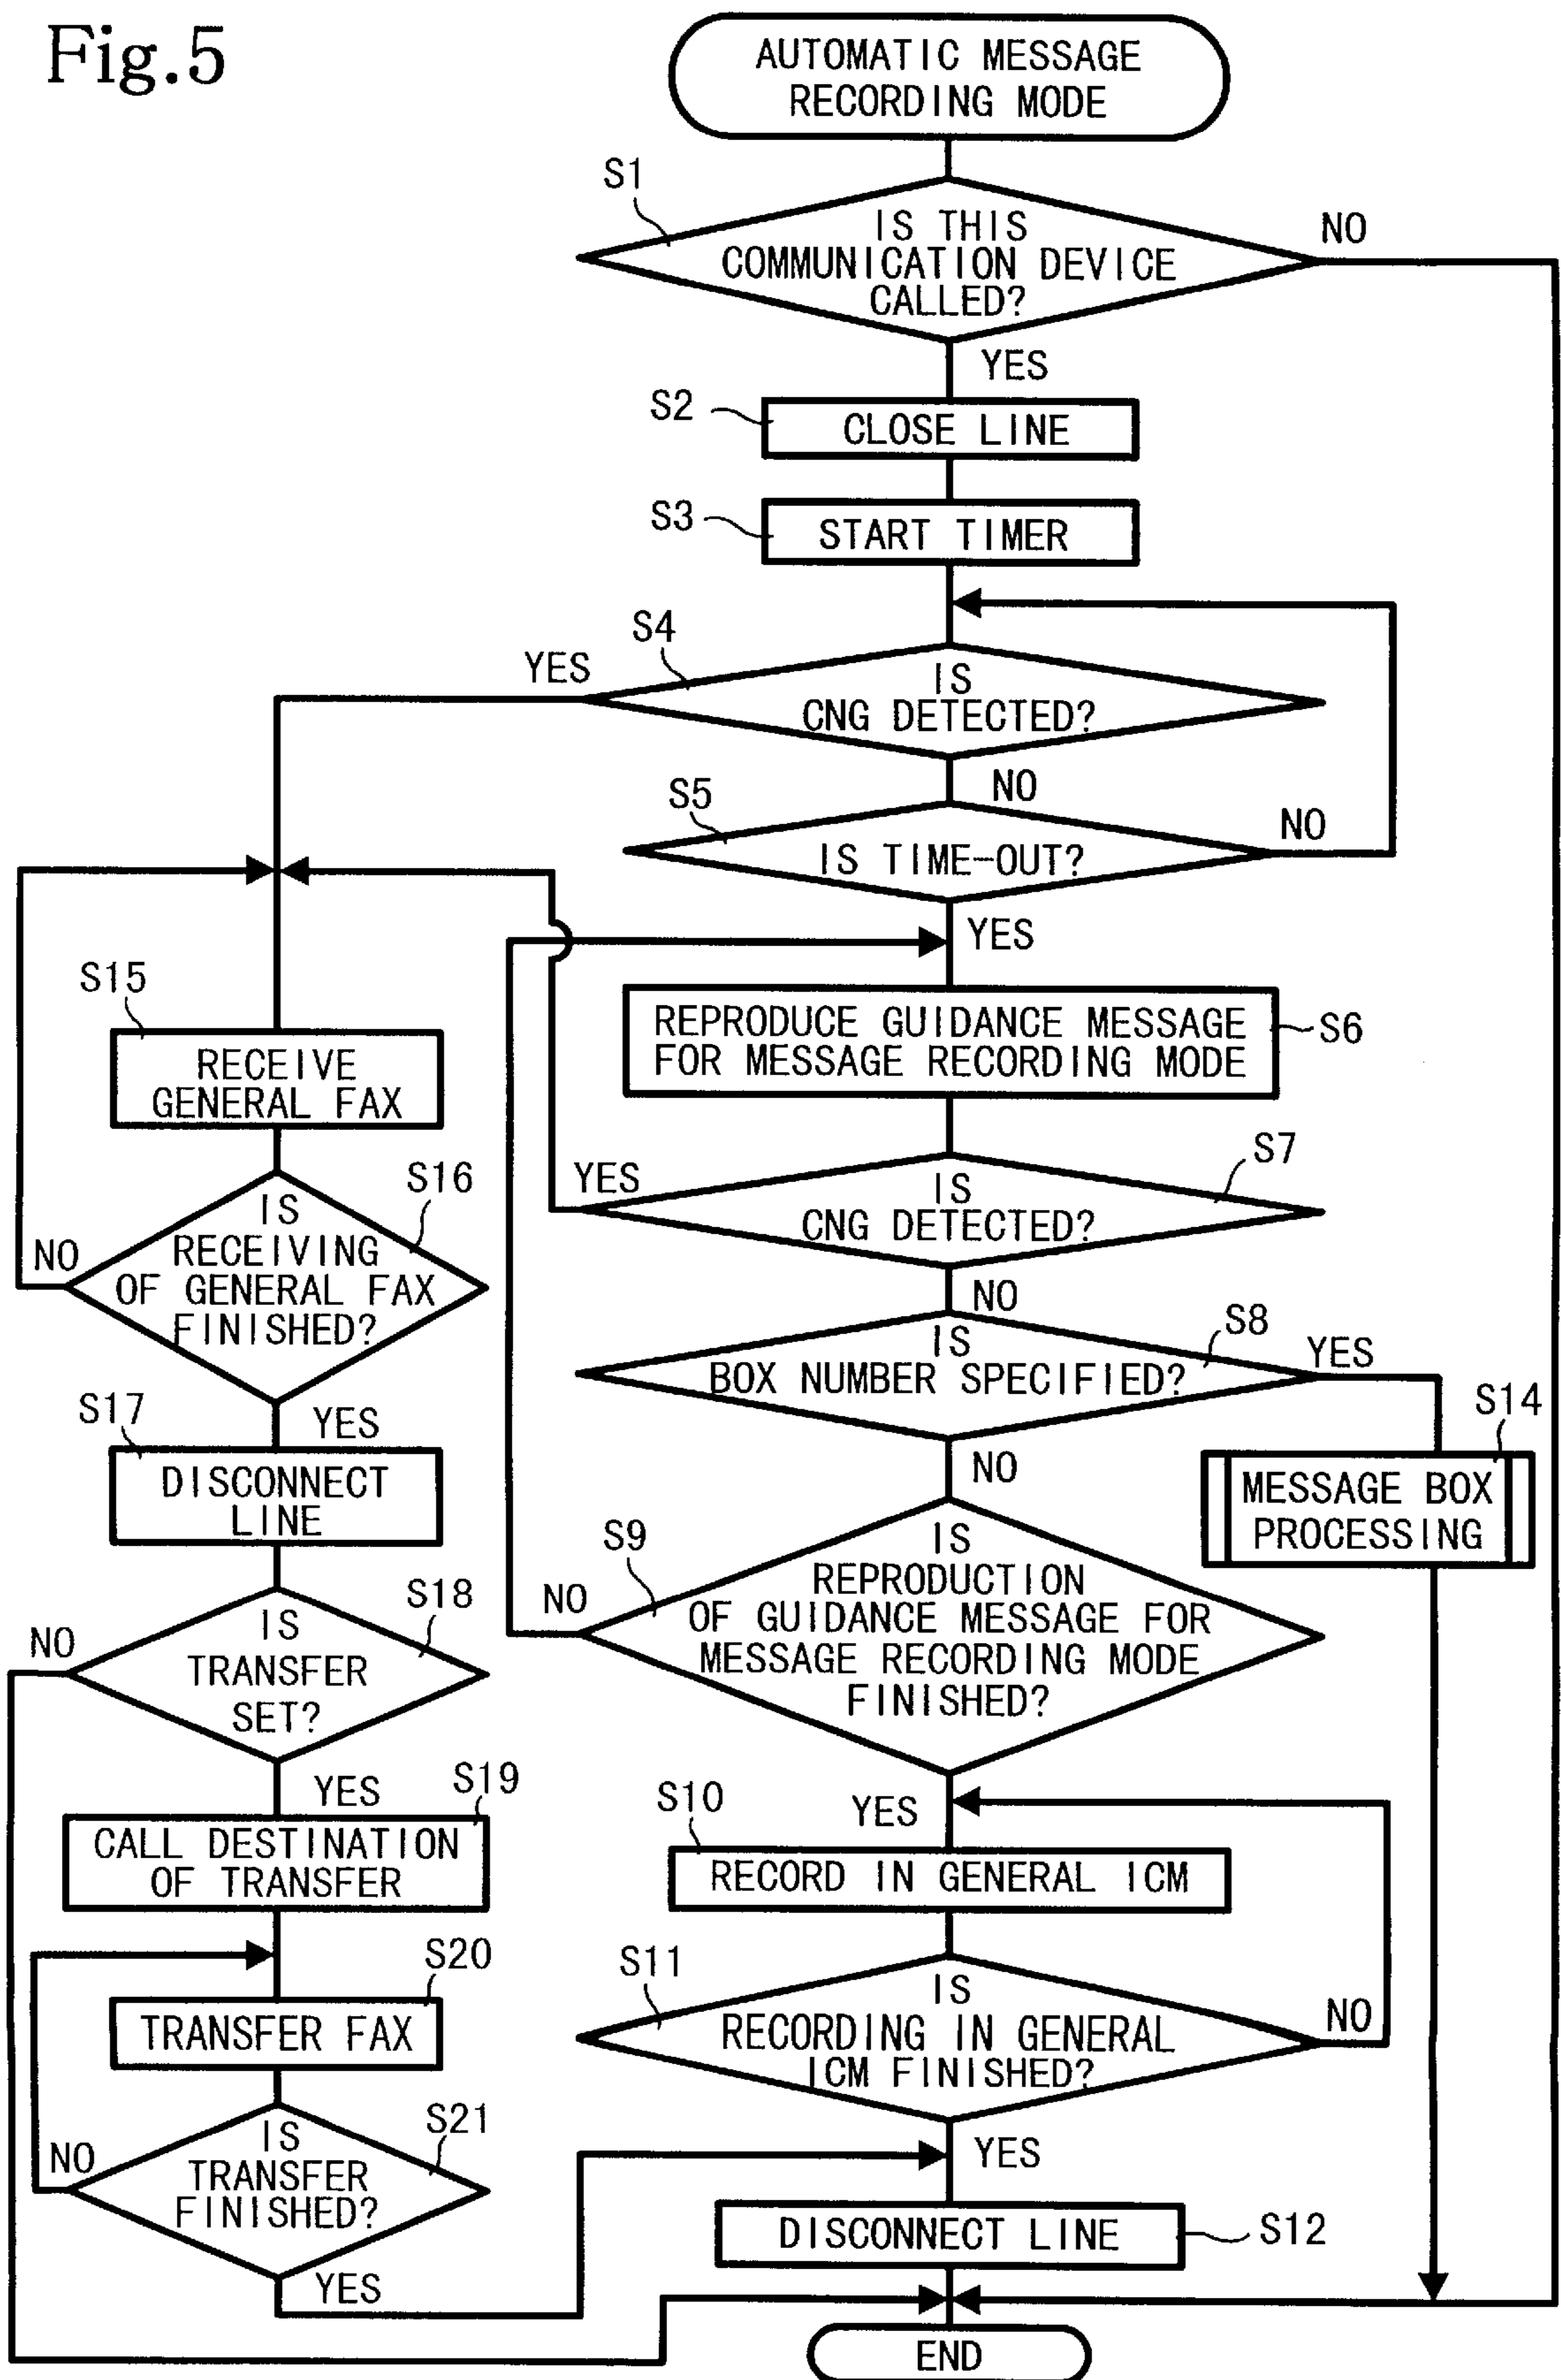 Fig.5
AUTOMATIC MESSAGE
RECORDING MODE
S1
IS THIS
COMMUNICATION DEVICE
CALLED?
NO
YES
S2
CLOSE LINE
S3
START TIMER
S4
YES
IS
CNG DETECTED?
NO
S5
IS TIME-OUT?
NO
YES
REPRODUCE GUIDANCE MESSAGE
FOR MESSAGE RECORDING MODE
S6
S7
YES
IS
CNG DETECTED?
NO
S8
IS
BOX NUMBER SPECIFIED?
YES
NO
S14
MESSAGE BOX
PROCESSING
S9
NO
IS
REPRODUCTION
OF GUIDANCE MESSAGE FOR
MESSAGE RECORDING MODE
FINISHED?
YES
S10
RECORD IN GENERAL ICM
S11
IS
RECORDING IN GENERAL
ICM FINISHED?
NO
YES
DISCONNECT LINE
S12
END
S15
RECEIVE
GENERAL FAX
S16
IS
RECEIVING
OF GENERAL FAX
FINISHED?
NO
YES
S17
DISCONNECT
LINE
S18
IS
TRANSFER
SET?
NO
YES
S19
CALL DESTINATION
OF TRANSFER
S20
TRANSFER FAX
S21
IS
TRANSFER
FINISHED?
NO
YES